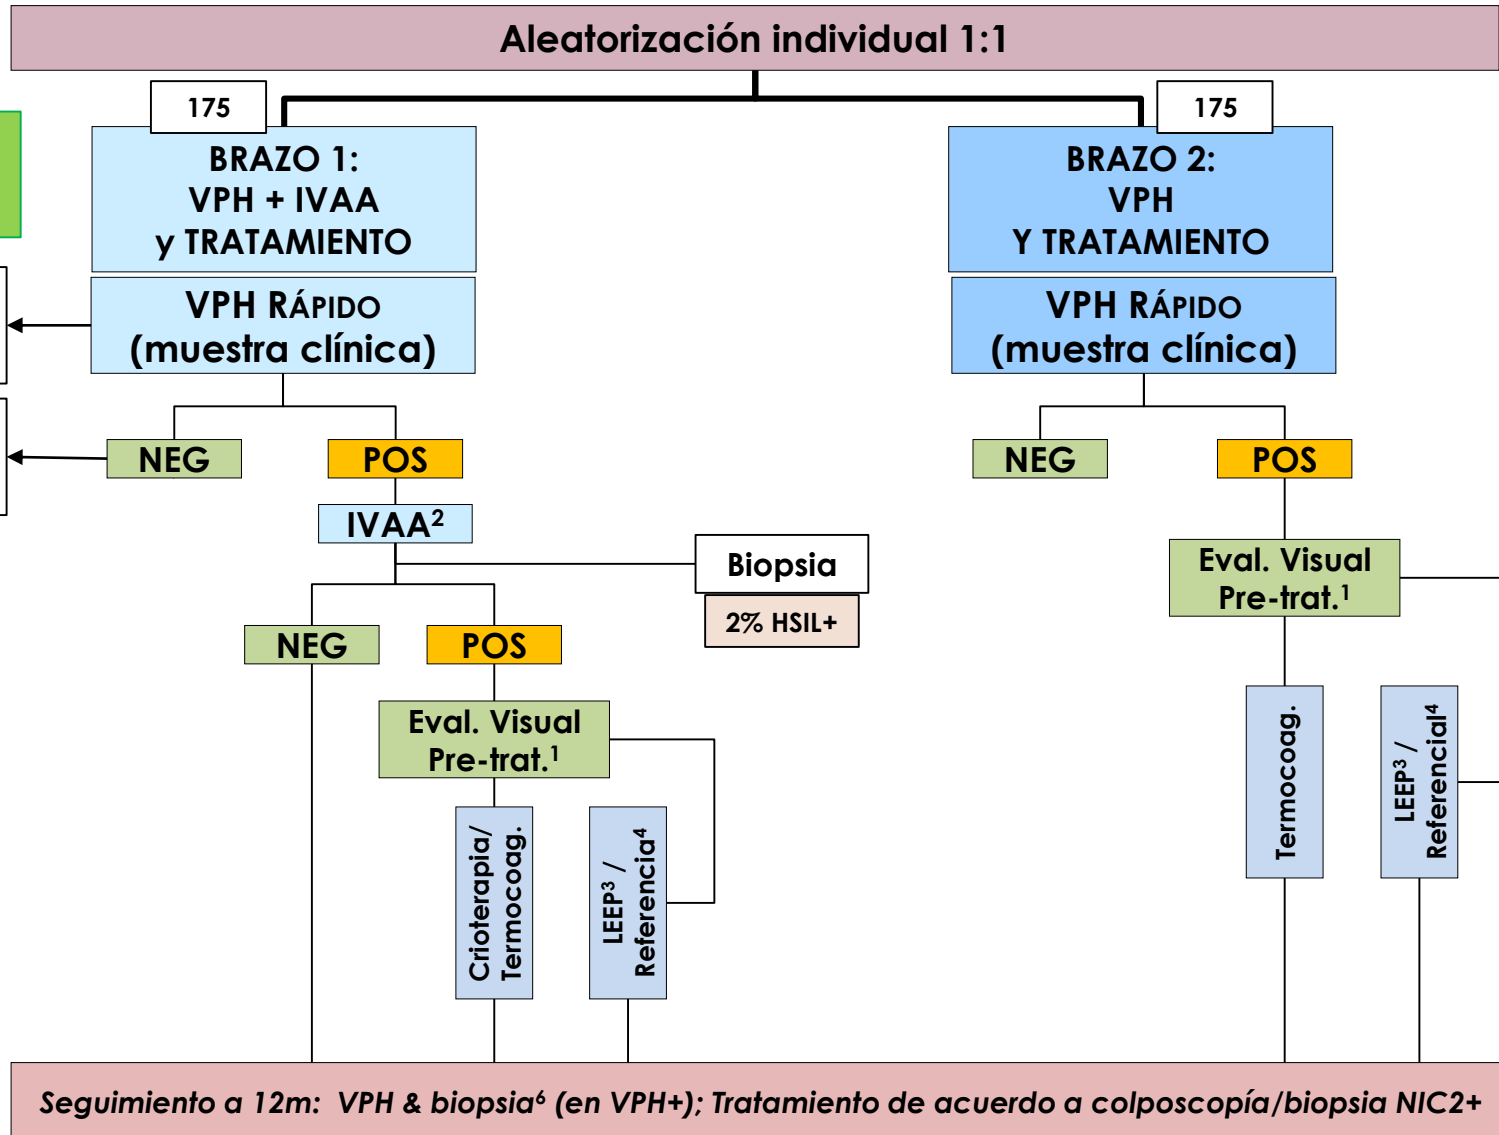 Aleatorización individual 1:1
175
175
BRAZO 1:
VPH + IVAA
y TRATAMIENTO
BRAZO 2:
VPH
Y TRATAMIENTO
VPH RÁPIDO
(muestra clínica)
VPH RÁPIDO
(muestra clínica)
NEG
POS
NEG
POS
IVAA²
Biopsia
2% HSIL+
Eval. Visual
Pre-trat.¹
NEG
POS
Eval. Visual
Pre-trat.¹
Crioterapia/
Termocoag.
LEEP³ /
Referencia⁴
Termocoag.
LEEP³ /
Referencial⁴
Seguimiento a 12m: VPH & biopsia⁶ (en VPH+); Tratamiento de acuerdo a colposcopía/biopsia NIC2+